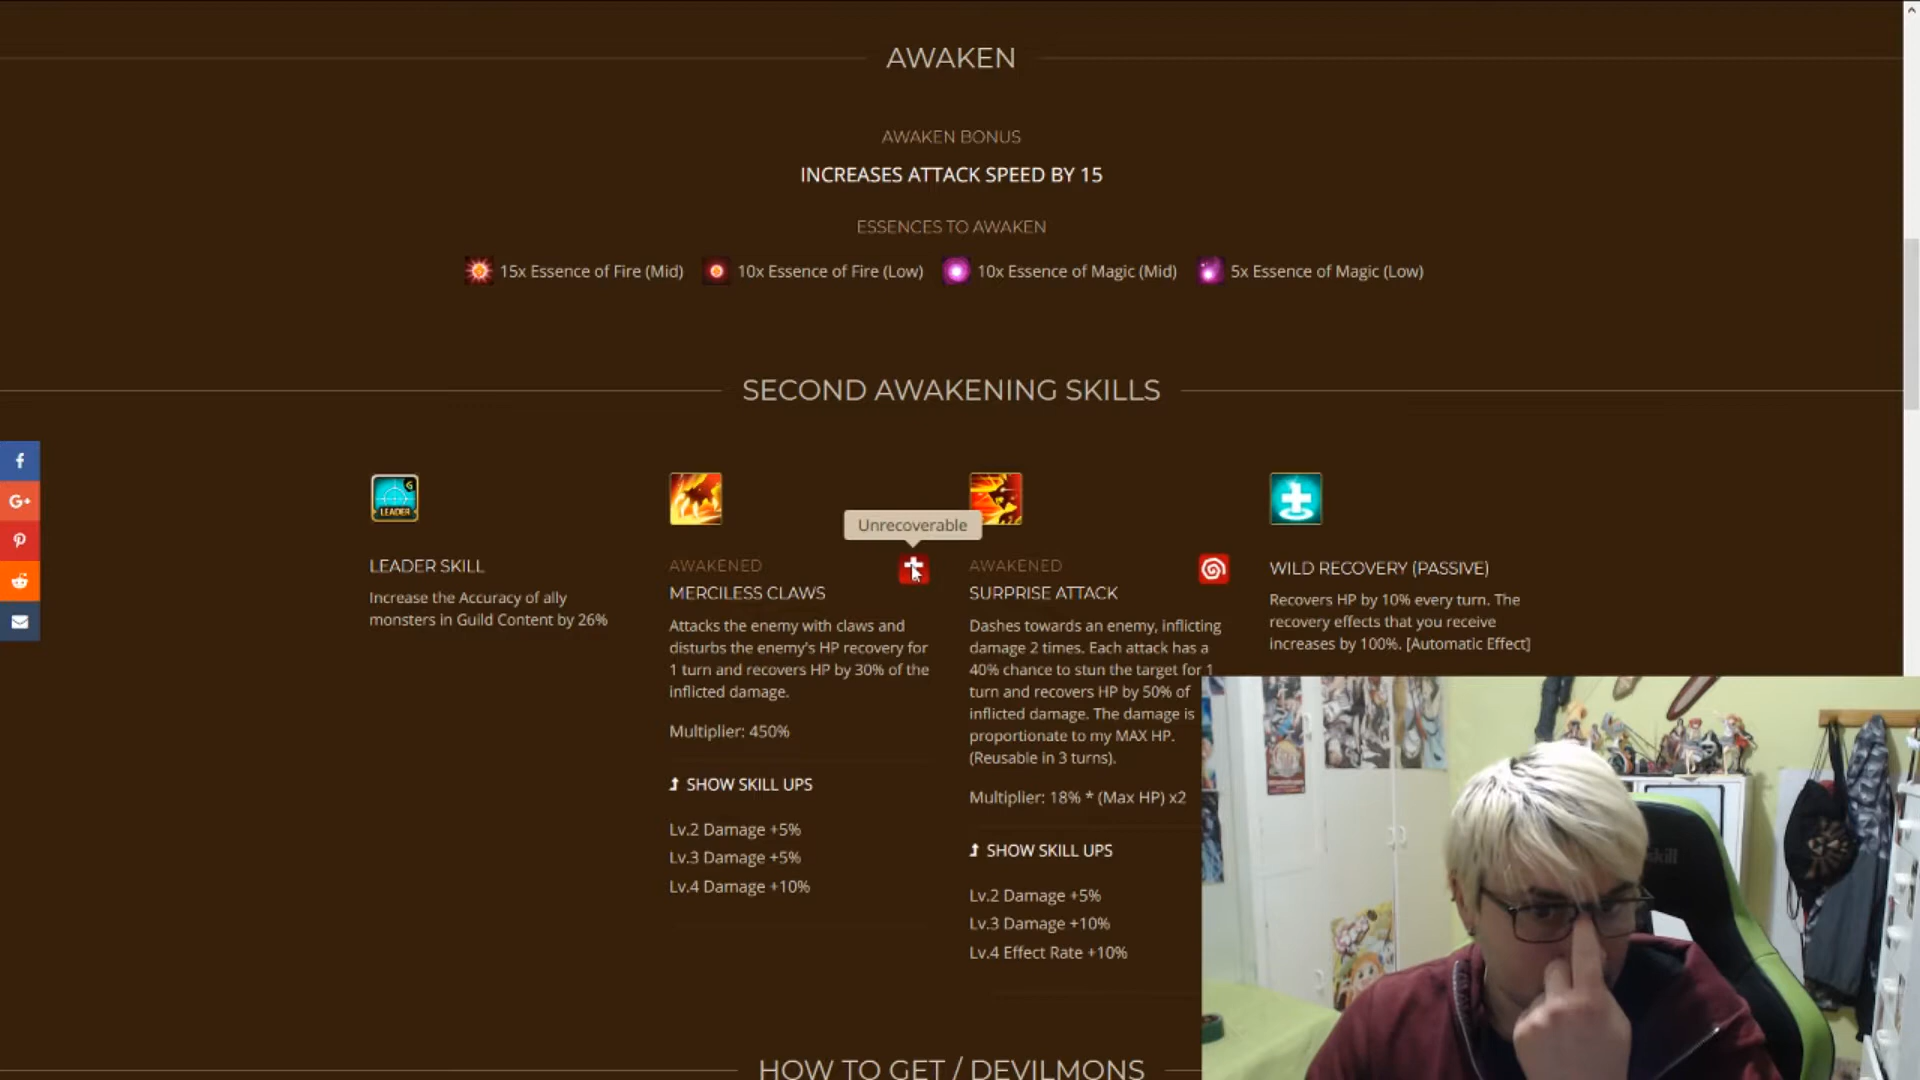 AWAKEN
AWAKEN BONUS
INCREASES ATTACK SPEED BY 15
ESSENCES TO AWAKEN
15x Essence of Fire (Mid) 10x Essence of Fire (Low) 10x Essence of Magic (Mid) 5x Essence of Magic (Low)
SECOND AWAKENING SKILLS
G
LEADER
LEADER SKILL
Increase the Accuracy of ally
monsters in Guild Content by 26%
Unrecoverable
AWAKENED
MERCILESS CLAWS
Attacks the enemy with claws and
disturbs the enemy's HP recovery for
1 turn and recovers HP by 30% of the
inflicted damage.
Multiplier: 450%
SHOW SKILL UPS
Lv.2 Damage +5%
Lv.3 Damage +5%
Lv.4 Damage +10%
AWAKENED
SURPRISE ATTACK
Dashes towards an enemy, inflicting
damage 2 times. Each attack has a
40% chance to stun the target for 1
turn and recovers HP by 50% of
inflicted damage. The damage is
proportionate to my MAX HP.
(Reusable in 3 turns).
Multiplier: 18% * (Max HP) x2
SHOW SKILL UPS
Lv.2 Damage +5%
Lv.3 Damage +10%
Lv.4 Effect Rate +10%
WILD RECOVERY (PASSIVE)
Recovers HP by 10% every turn. The
recovery effects that you receive
increases by 100%. [Automatic Effect]
f
G+
HOW TO GET / DEVILMONS